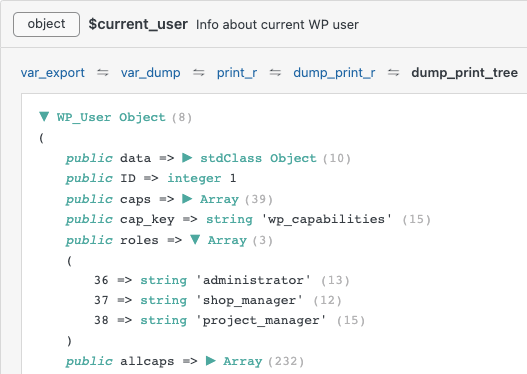 object $current_user Info about current WP user
var_export ⇋ var_dump ⇋ print_r ⇋ dump_print_r ⇋ dump_print_tree
▼ WP_User Object (8)
(
public data => ▶ stdClass Object (10)
public ID => integer 1
public caps => ▶ Array (39)
public cap_key => string 'wp_capabilities' (15)
public roles => ▼ Array (3)
(
36 => string 'administrator' (13)
37 => string 'shop_manager' (12)
38 => string 'project_manager' (15)
)
public allcaps => ▶ Array (232)